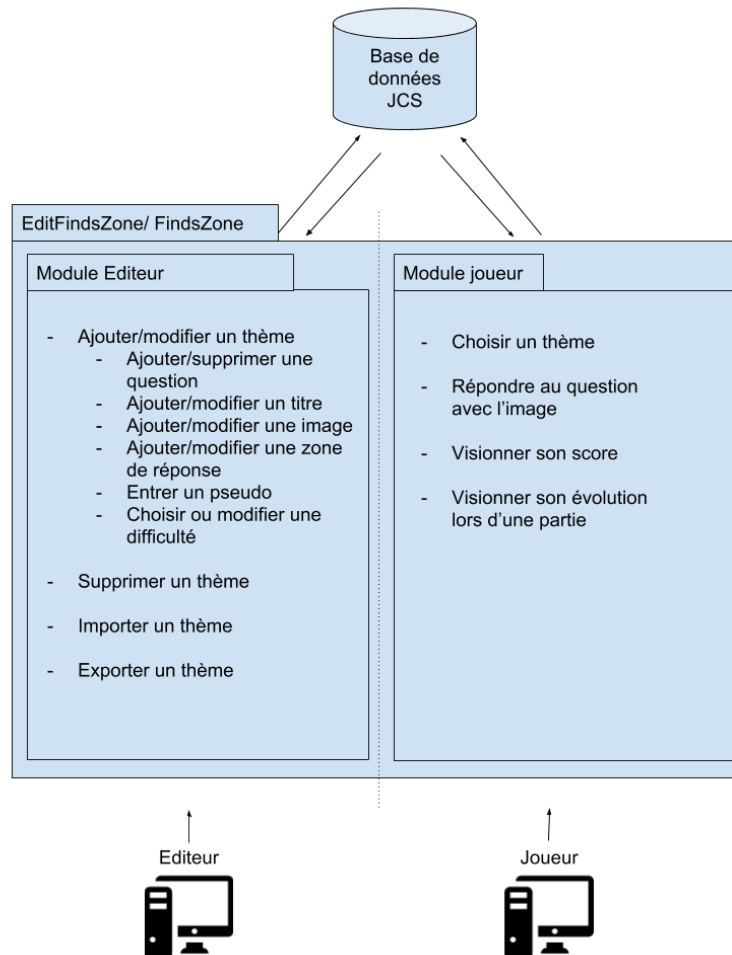 Base de
données
JCS
EditFindsZone/ FindsZone
Module Editeur
- Ajouter/modifier un thème
- Ajouter/supprimer une
question
- Ajouter/modifier un titre
- Ajouter/modifier une image
- Ajouter/modifier une zone
de réponse
- Entrer un pseudo
- Choisir ou modifier une
difficulté
- Supprimer un thème
- Importer un thème
- Exporter un thème
Module joueur
- Choisir un thème
- Répondre au question
avec l'image
- Visionner son score
- Visionner son évolution
lors d'une partie
Editeur
Joueur